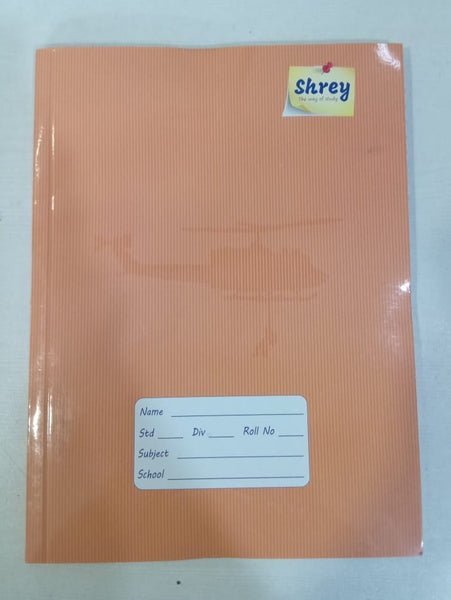 Shrey
The way of study
Name
Std Div Roll No
Subject
School